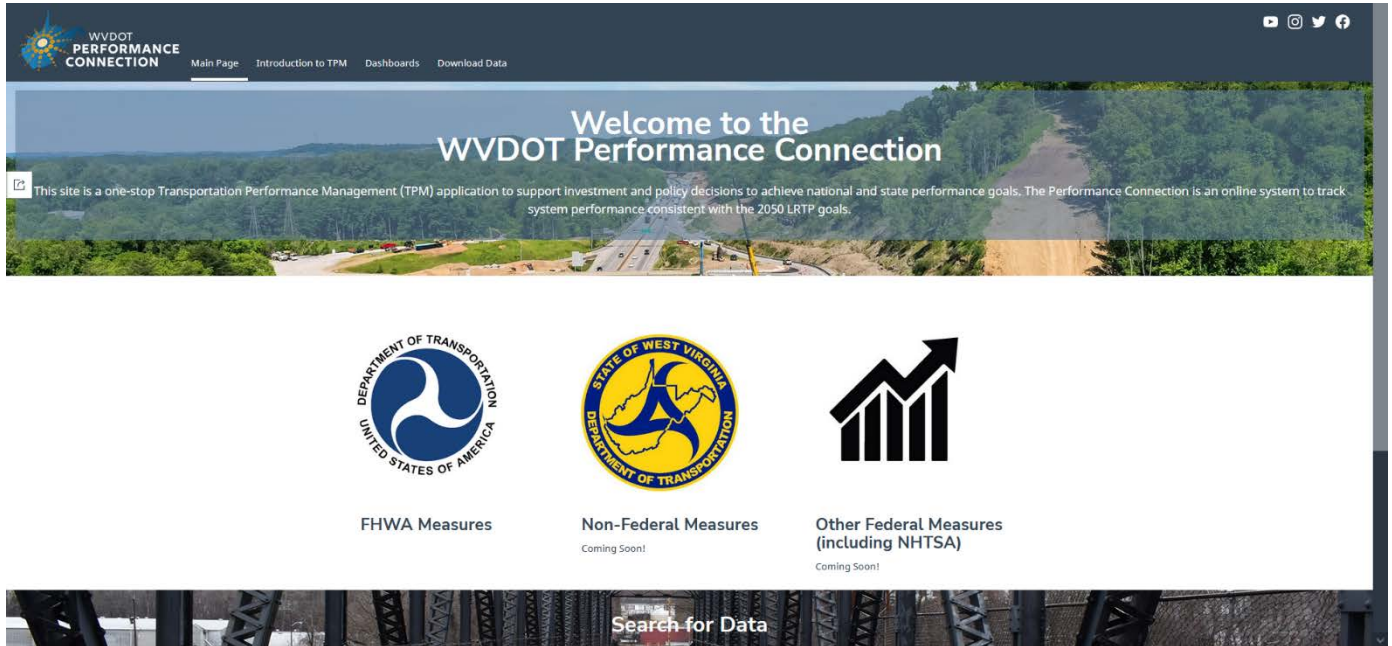 WVDOT
PERFORMANCE
CONNECTION
Main Page Introduction to TPM Dashboards Download Data
Welcome to the
WVDOT Performance Connection
This site is a one-stop Transportation Performance Management (TPM) application to support investment and policy decisions to achieve national and state performance goals. The Performance Connection is an online system to track
system performance consistent with the 2050 LRTP goals.
DEPARTMENT OF TRANSPORTATION
UNITED STATES OF AMERICA
STATE OF WEST VIRGINIA
DEPARTMENT OF TRANSPORTATION
FHWA Measures
Non-Federal Measures
Coming Soon!
Other Federal Measures
(including NHTSA)
Coming Soon!
Search for Data